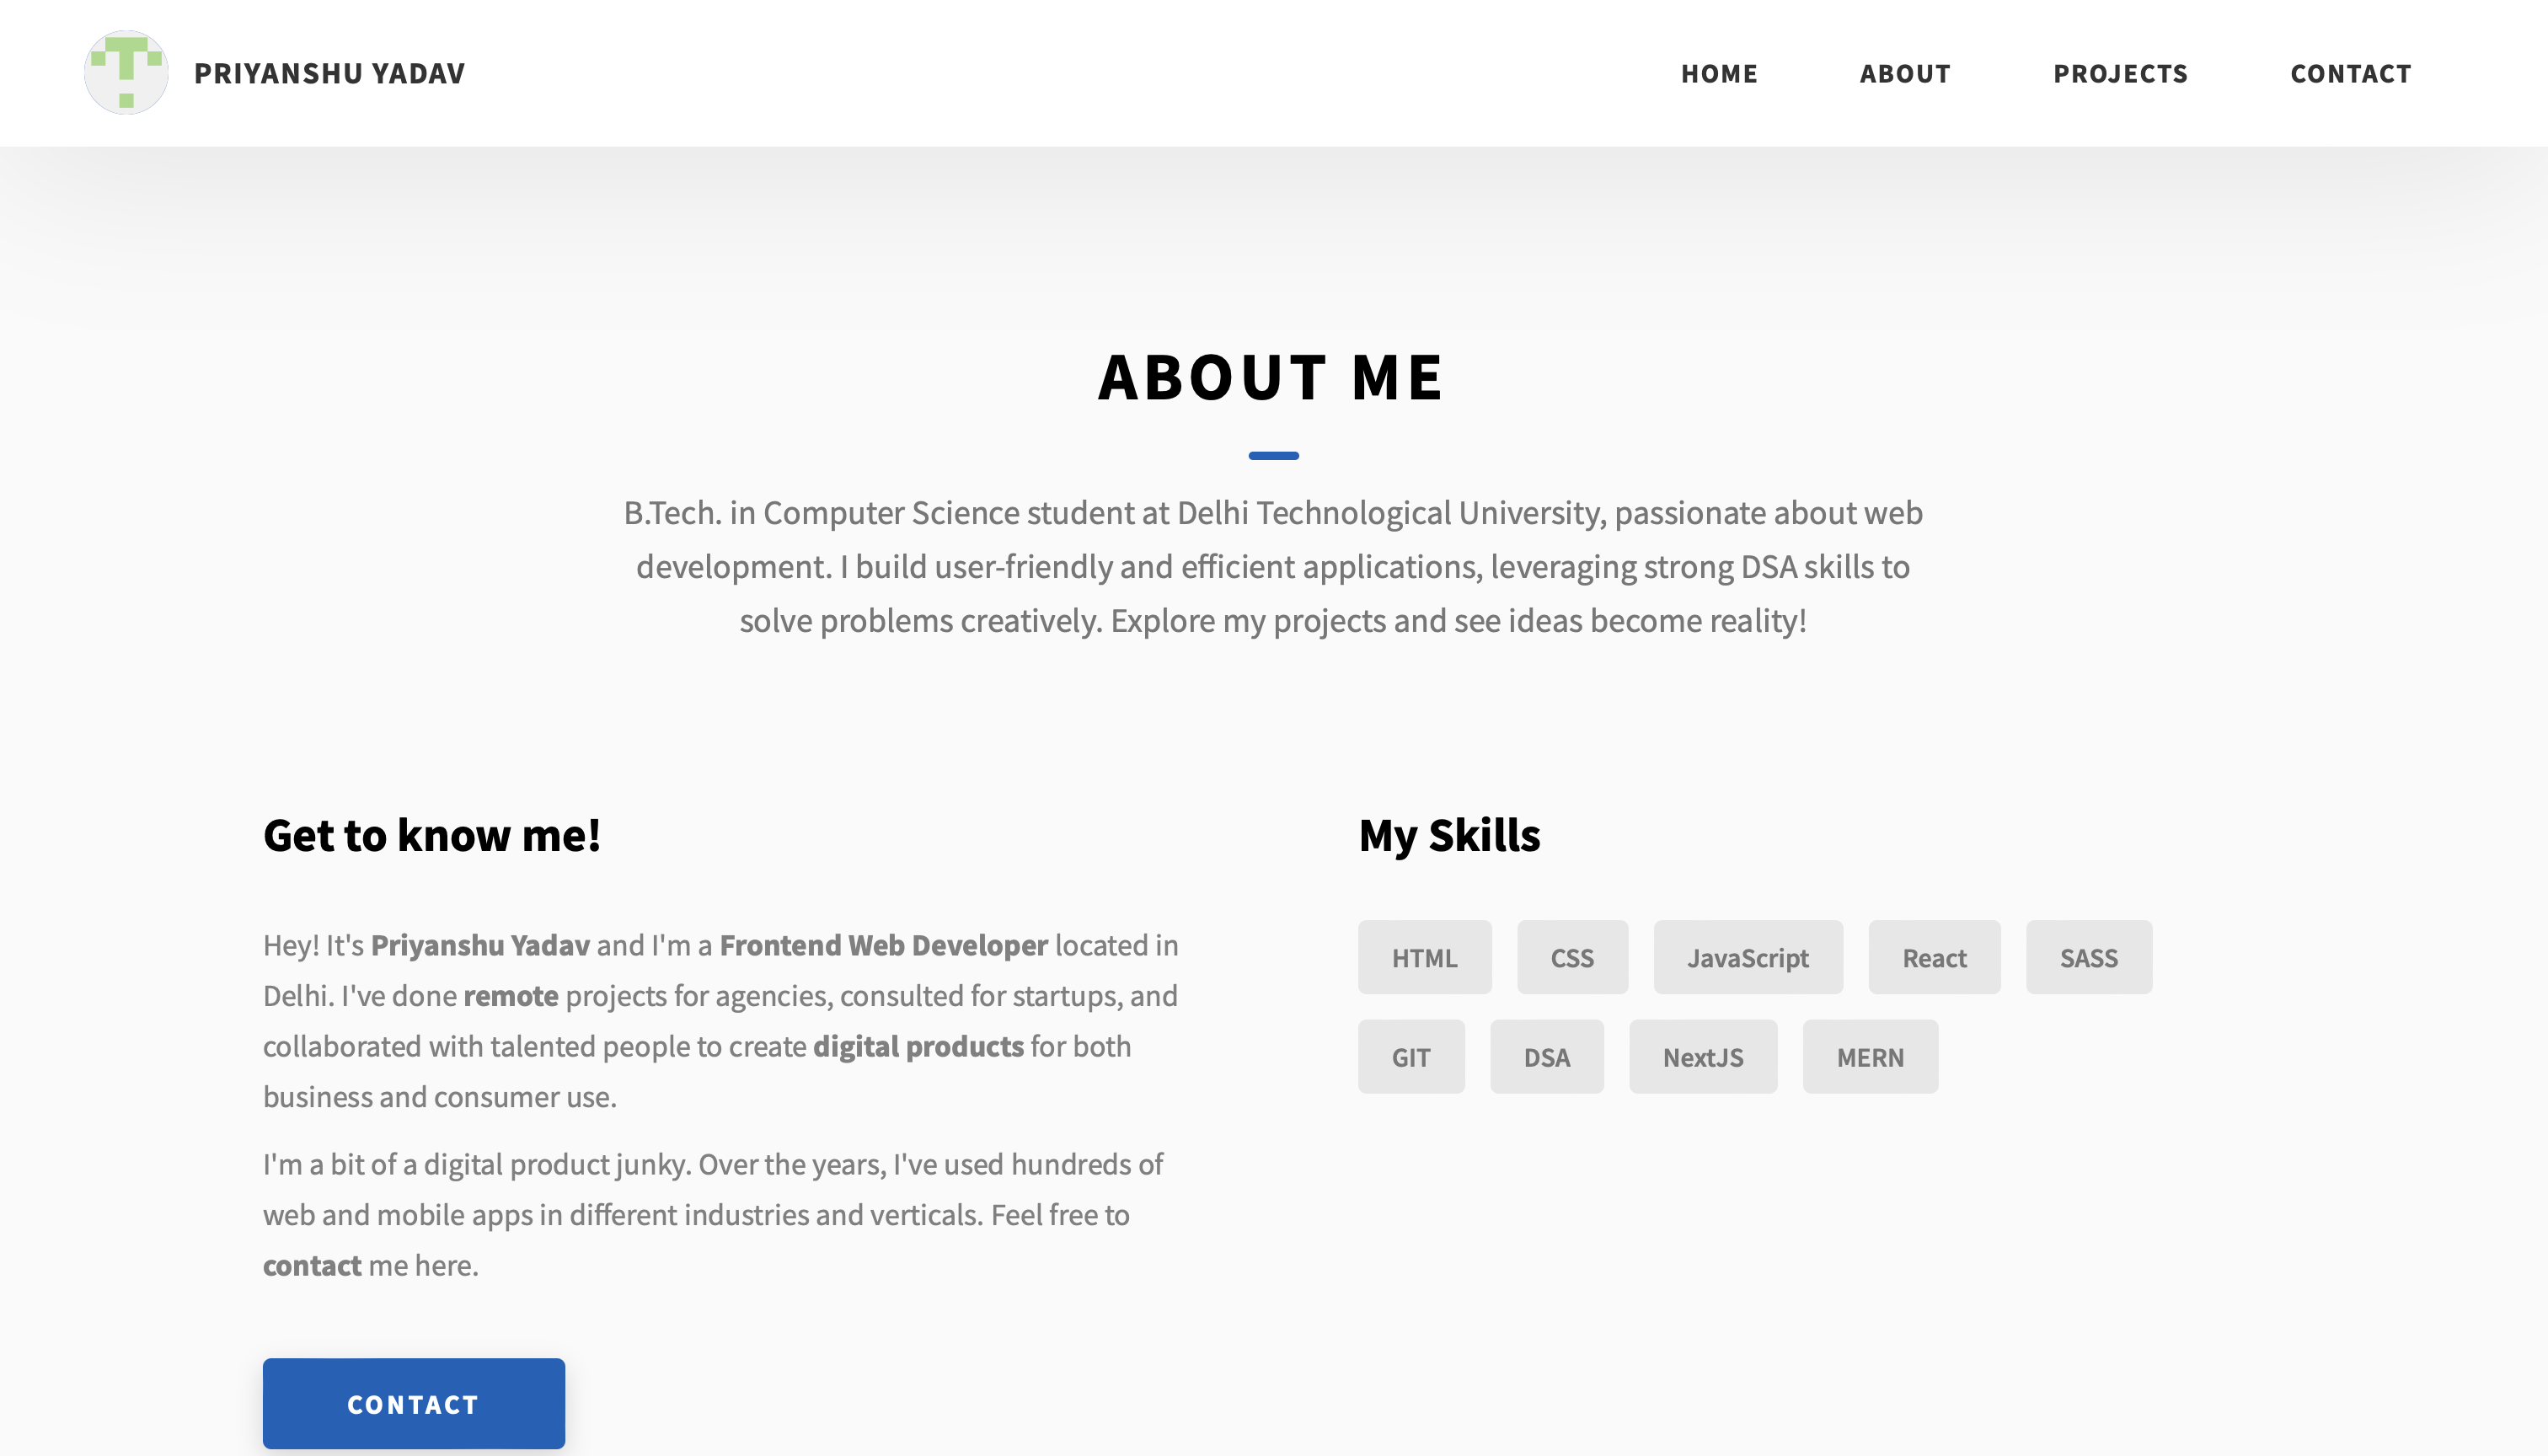 PRIYANSHU YADAV
HOME
ABOUT
PROJECTS
CONTACT
ABOUT ME
B.Tech. in Computer Science student at Delhi Technological University, passionate about web
development. I build user-friendly and efficient applications, leveraging strong DSA skills to
solve problems creatively. Explore my projects and see ideas become reality!
Get to know me!
Hey! It's Priyanshu Yadav and I'm a Frontend Web Developer located in
Delhi. I've done remote projects for agencies, consulted for startups, and
collaborated with talented people to create digital products for both
business and consumer use.
I'm a bit of a digital product junky. Over the years, I've used hundreds of
web and mobile apps in different industries and verticals. Feel free to
contact me here.
CONTACT
My Skills
HTML
CSS
JavaScript
React
SASS
GIT
DSA
NextJS
MERN